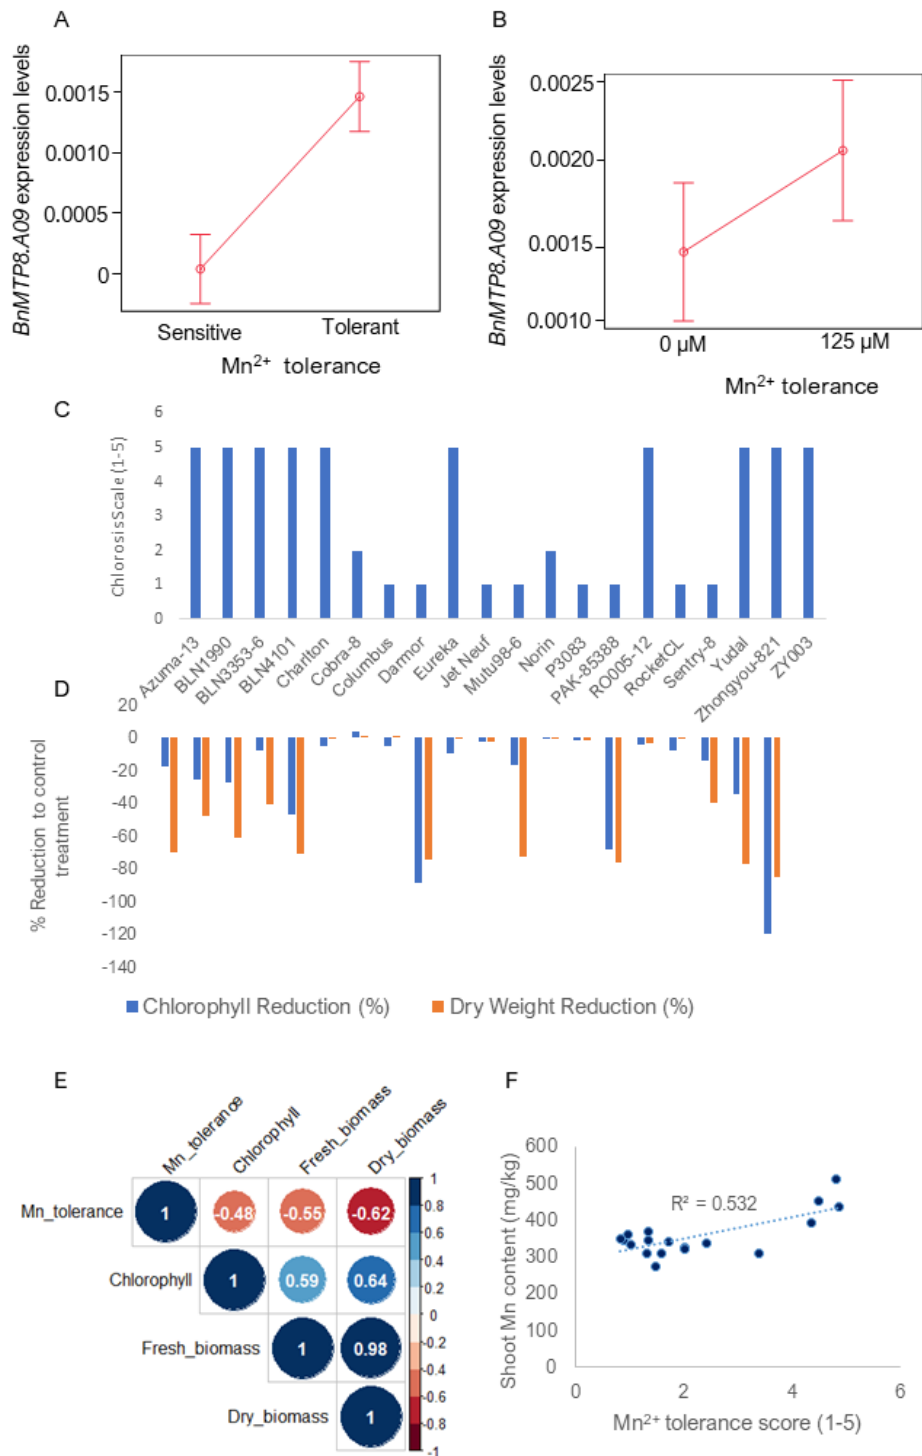 A
BnMTP8.A09 expression levels
0.0015
0.0010
0.0005
0
Sensitive
Tolerant
Mn²⁺ tolerance
B
BnMTP8.A09 expression levels
0.0025
0.0020
0.0015
0.0010
0 µM
125 µM
Mn²⁺ tolerance
C
ChlorosisScale (1-5)
6
5
4
3
2
1
0
Azuma-13
BLN1990
BLN3353-6
BLN4101
Charlton
Cobra-8
Columbus
Darmor
Eureka
Jet Neuf
Mutu98-6
Norin
P3083
PAK-85388
RO005-12
RocketCL
Sentry-8
Yudal
Zhongyou-821
ZY003
D
% Reduction to control
treatment
20
0
-20
-40
-60
-80
-100
-120
-140
Chlorophyll Reduction (%)
Dry Weight Reduction (%)
E
Mn_tolerance
Chlorophyll
Fresh_biomass
Dry_biomass
Mn_tolerance
1
-0.48
-0.55
-0.62
Chlorophyll
1
0.59
0.64
Fresh_biomass
1
0.98
Dry_biomass
1
1
0.8
0.6
0.4
0.2
0
-0.2
-0.4
-0.6
-0.8
-1
F
Shoot Mn content (mg/kg)
600
500
400
300
200
100
0
R² = 0.532
0
2
4
6
Mn²⁺ tolerance score (1-5)